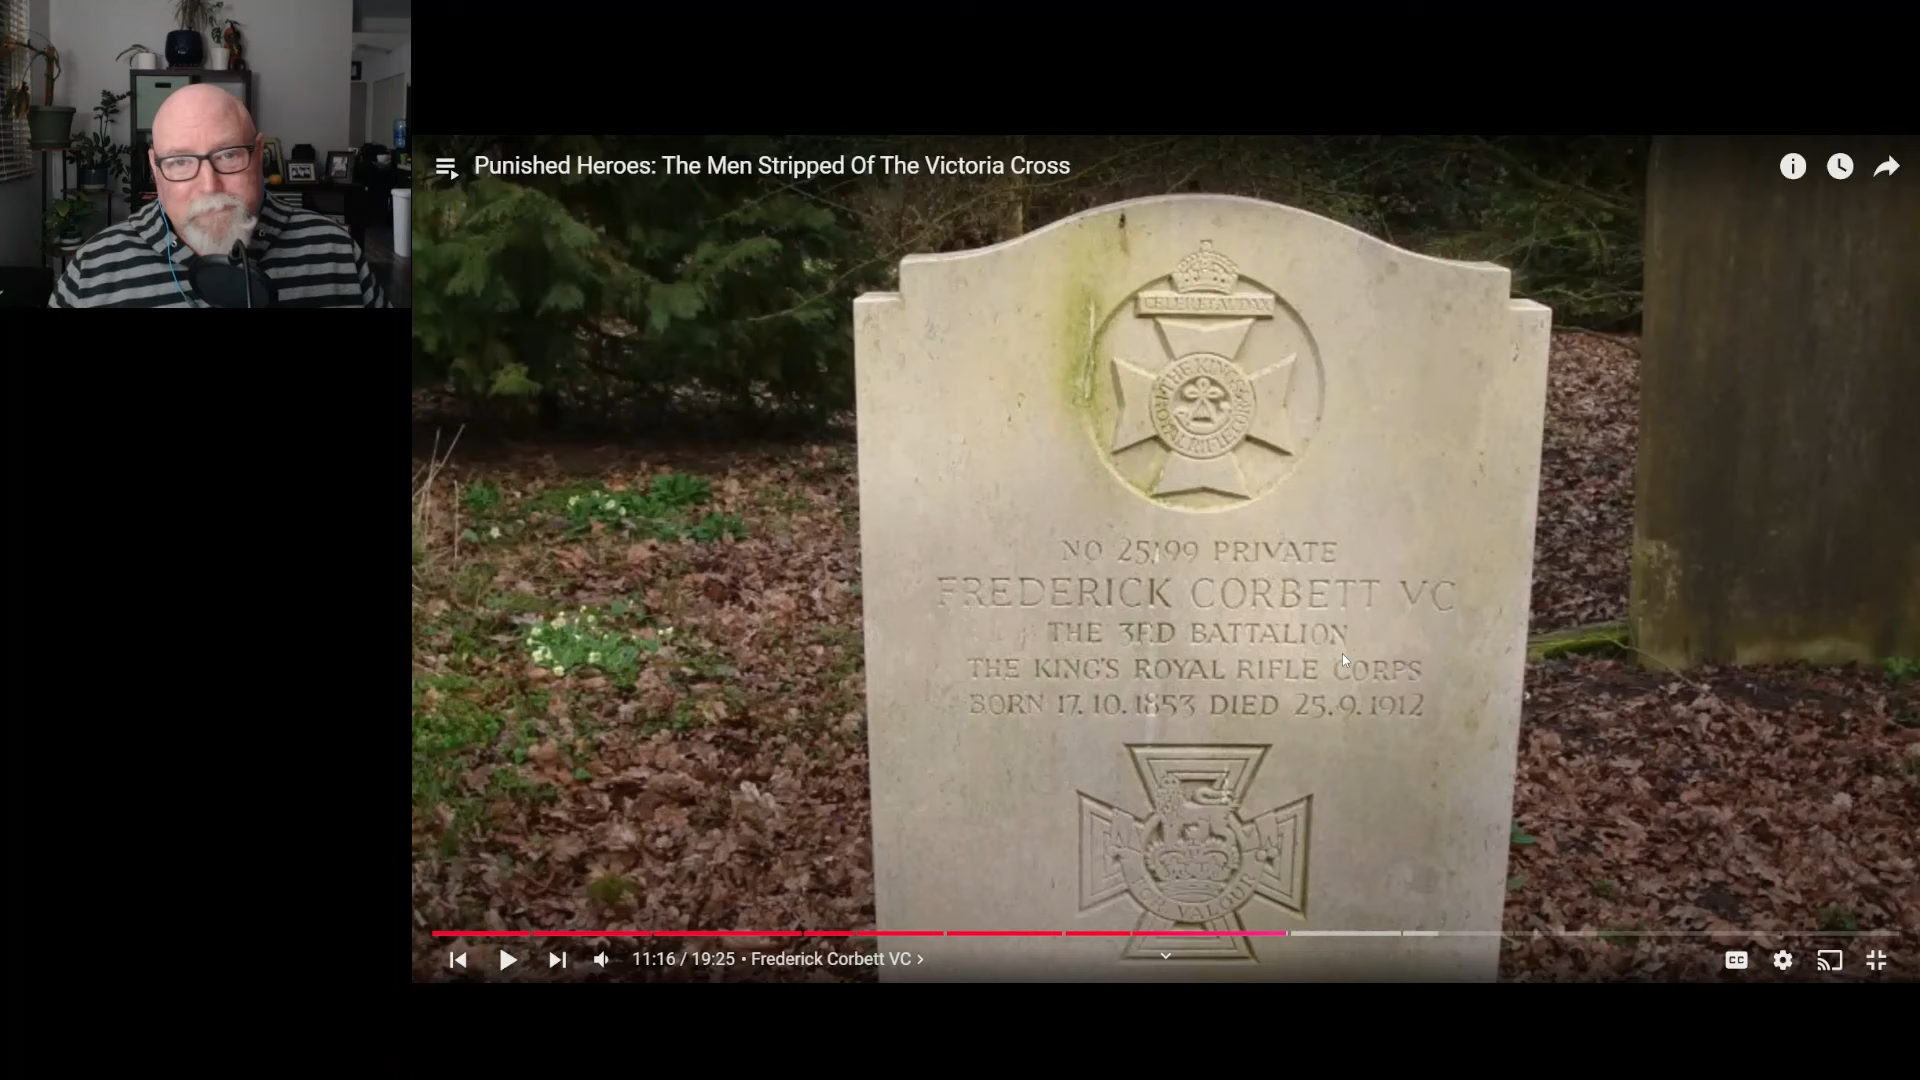 Punished Heroes: The Men Stripped Of The Victoria Cross
CELER ET AUDAX
THE KING'S ROYAL RIFLE CORPS
NO 25199 PRIVATE
FREDERICK CORBETT VC
THE 3RD BATTALION
THE KING'S ROYAL RIFLE CORPS
BORN 17.10.1853 DIED 25.9.1912
FOR VALOUR
11:16 / 19:25 • Frederick Corbett VC ›
CC